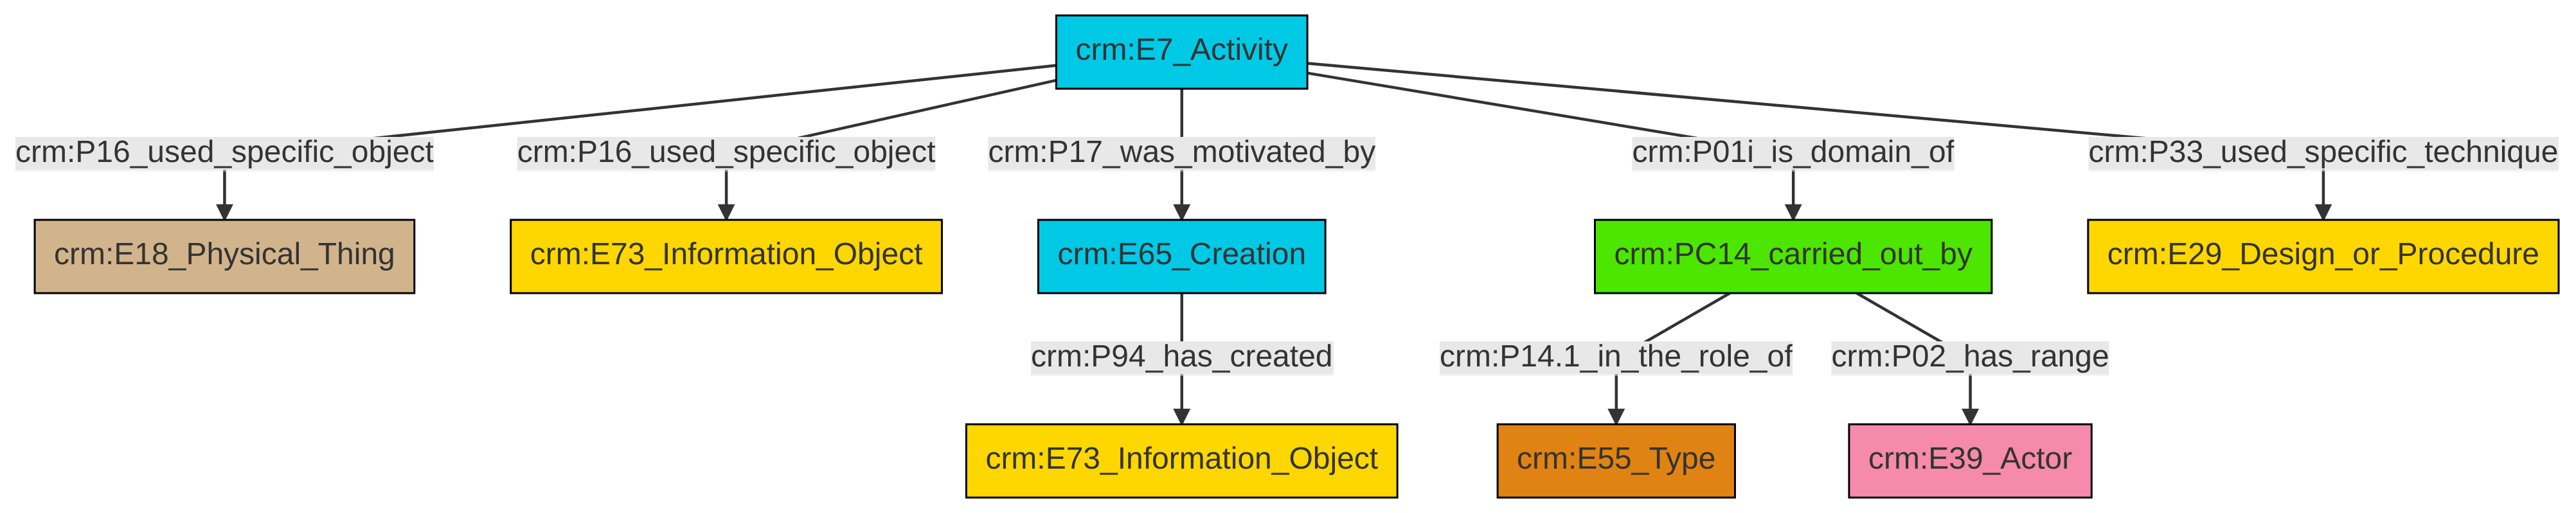 crm:E7_Activity
crm:P16_used_specific_object
crm:P16_used_specific_object
crm:P17_was_motivated_by
crm:P01i_is_domain_of
crm:P33_used_specific_technique
crm:E18_Physical_Thing
crm:E73_Information_Object
crm:E65_Creation
crm:PC14_carried_out_by
crm:E29_Design_or_Procedure
crm:P94_has_created
crm:P14.1_in_the_role_of
crm:P02_has_range
crm:E73_Information_Object
crm:E55_Type
crm:E39_Actor